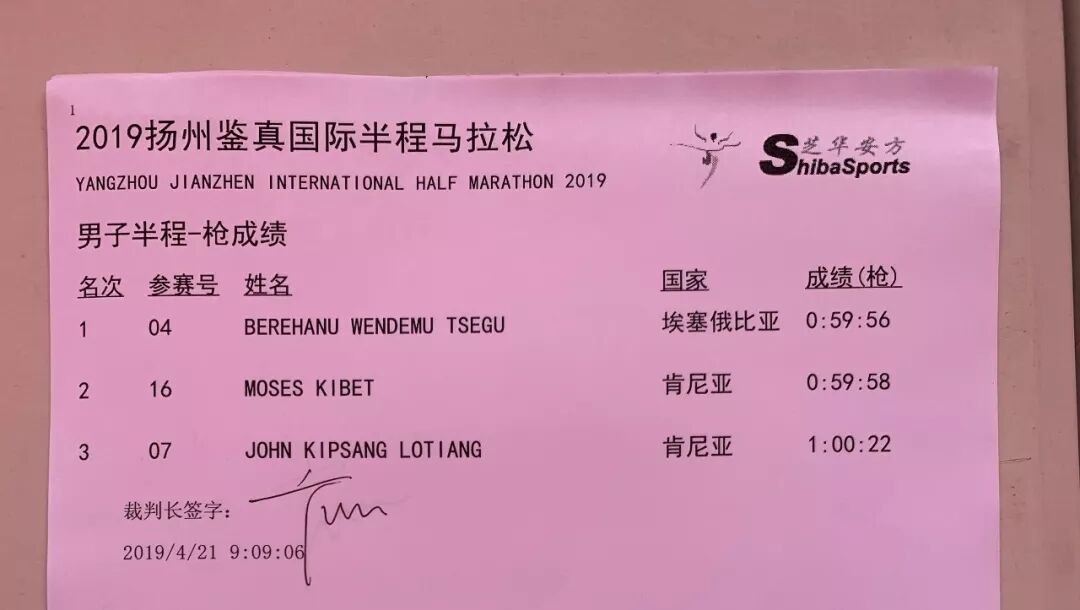 1
2019扬州鉴真国际半程马拉松
芝华安方
ShibaSports
YANGZHOU JIANZHEN INTERNATIONAL HALF MARATHON 2019
男子半程-枪成绩
名次 参赛号 姓名 国家 成绩(枪)
1 04 BEREHANU WENDEMU TSEGU 埃塞俄比亚 0:59:56
2 16 MOSES KIBET 肯尼亚 0:59:58
3 07 JOHN KIPSANG LOTIANG 肯尼亚 1:00:22
裁判长签字:
2019/4/21 9:09:06